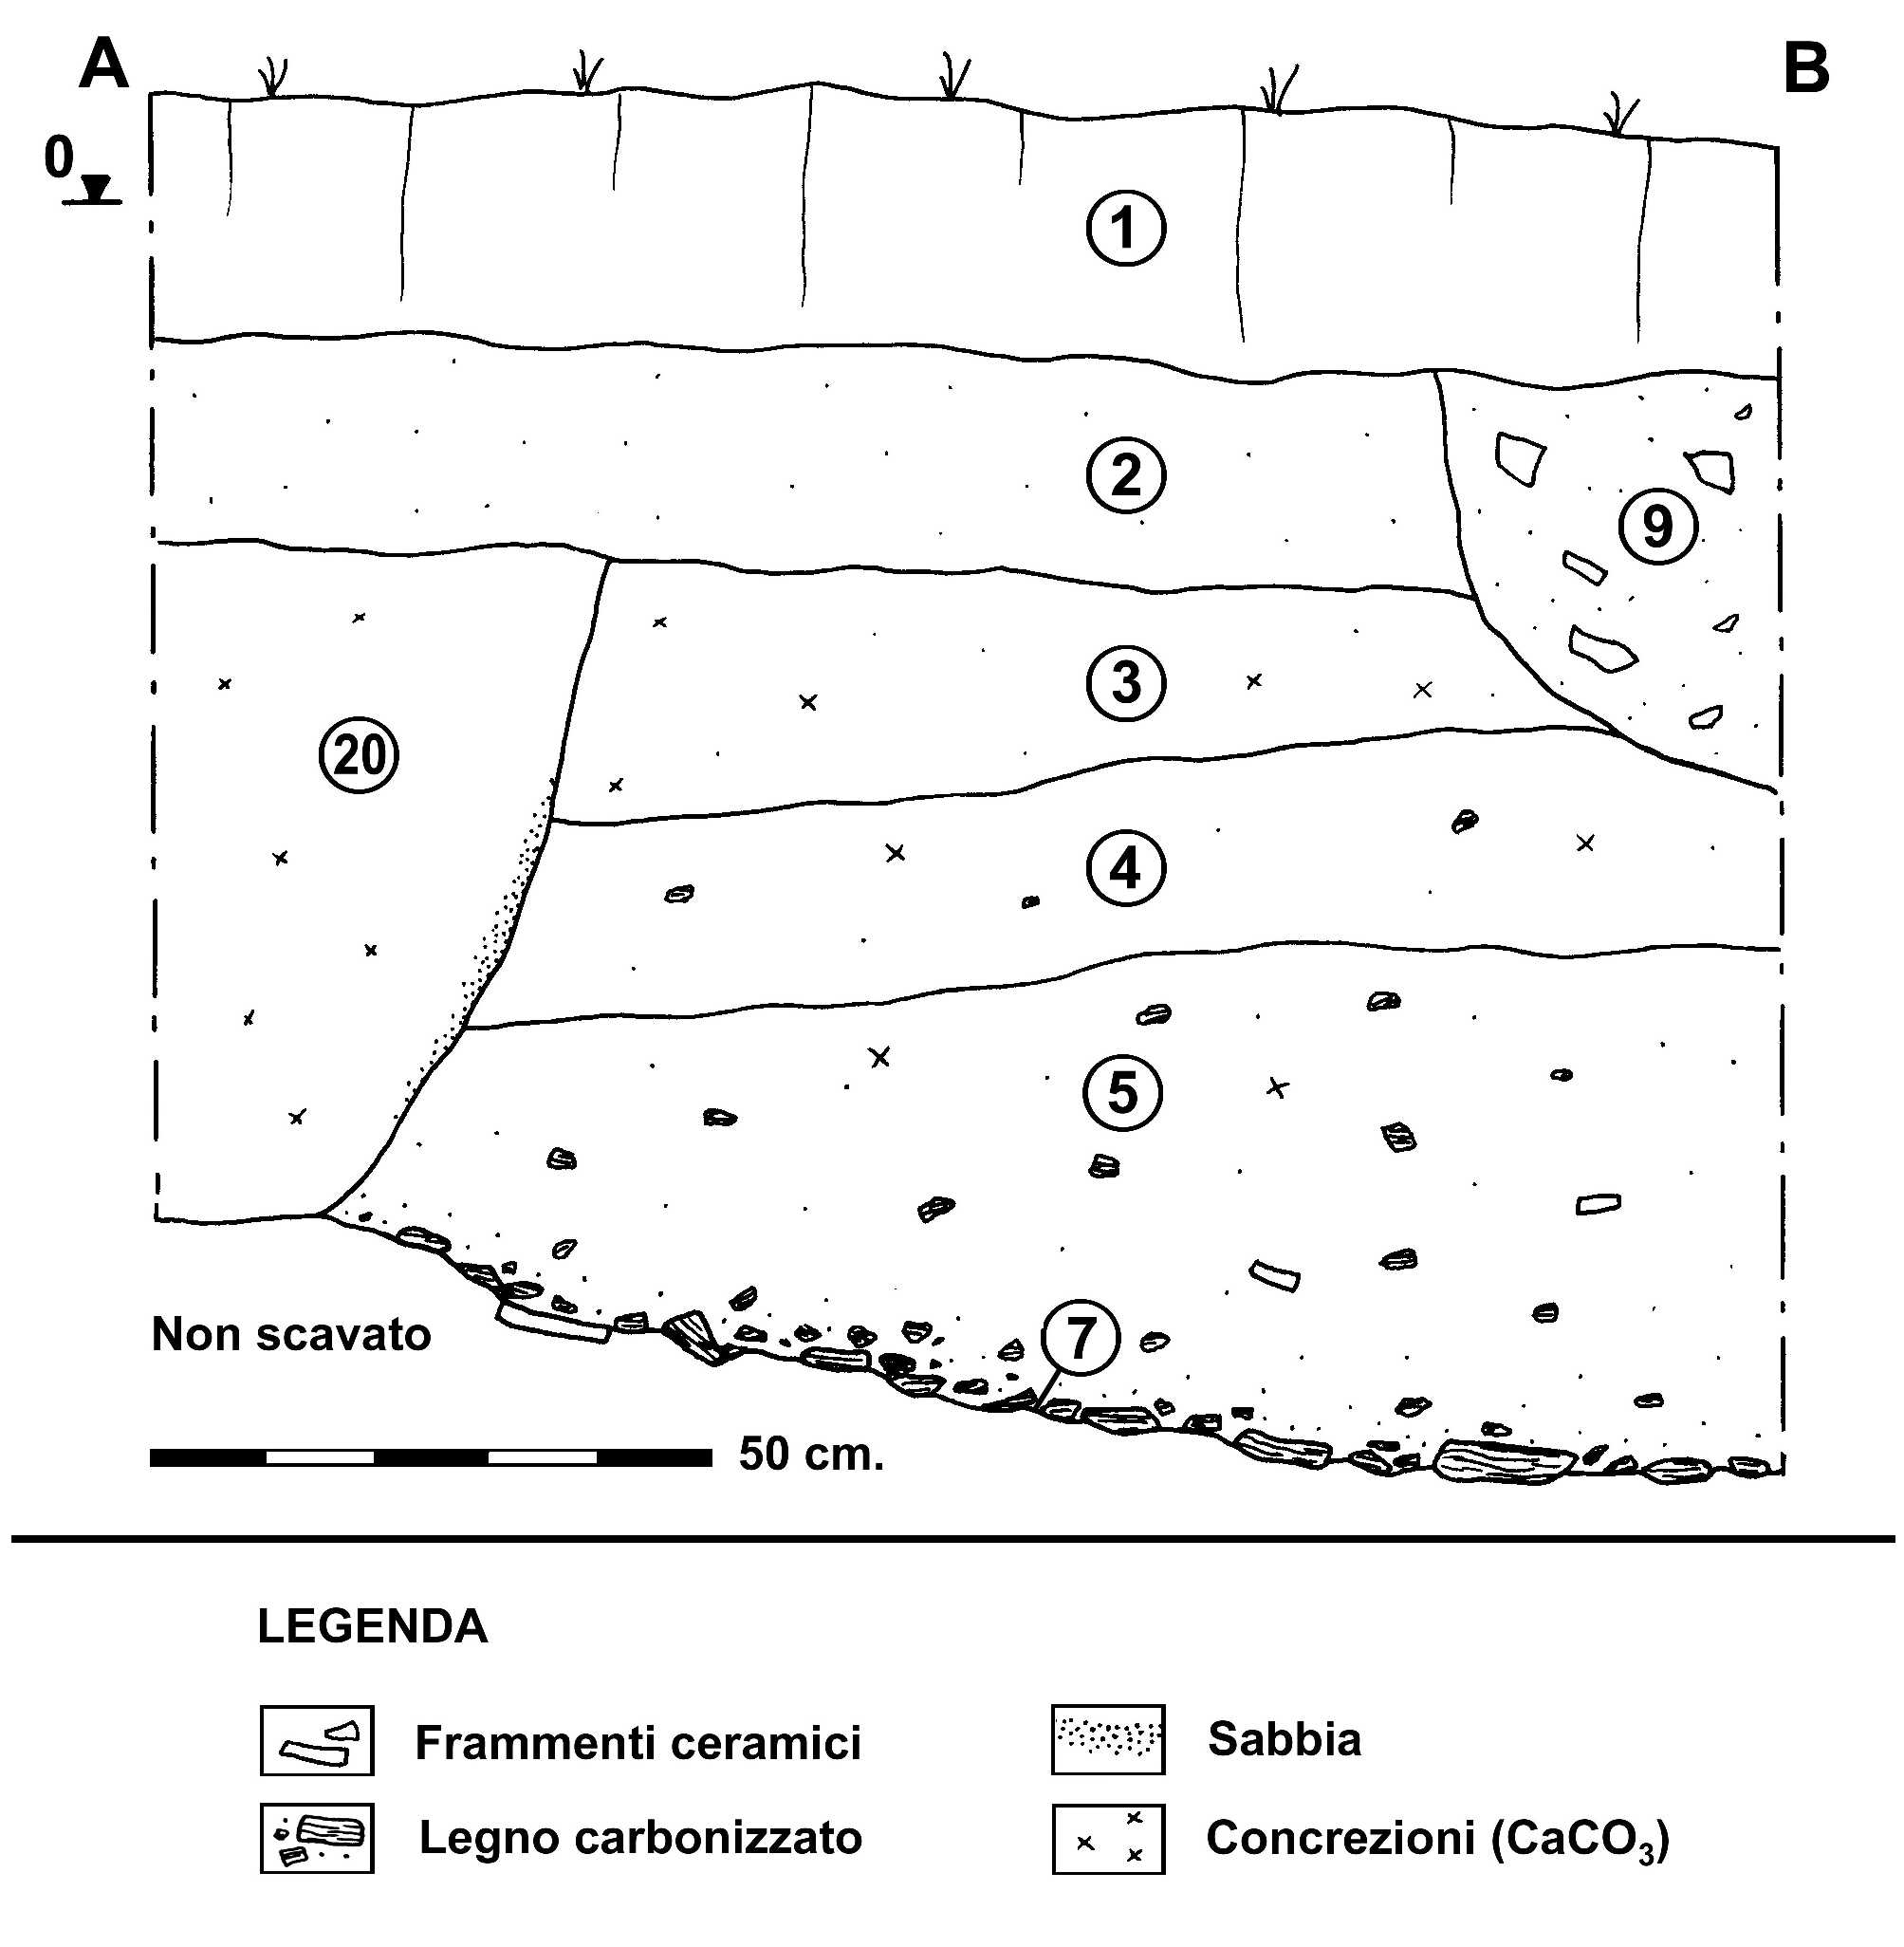 A B
0
1
2
9
3
20
4
5
7
Non scavato
50 cm.
LEGENDA
Frammenti ceramici
Sabbia
Legno carbonizzato
Concrezioni (CaCO₃)